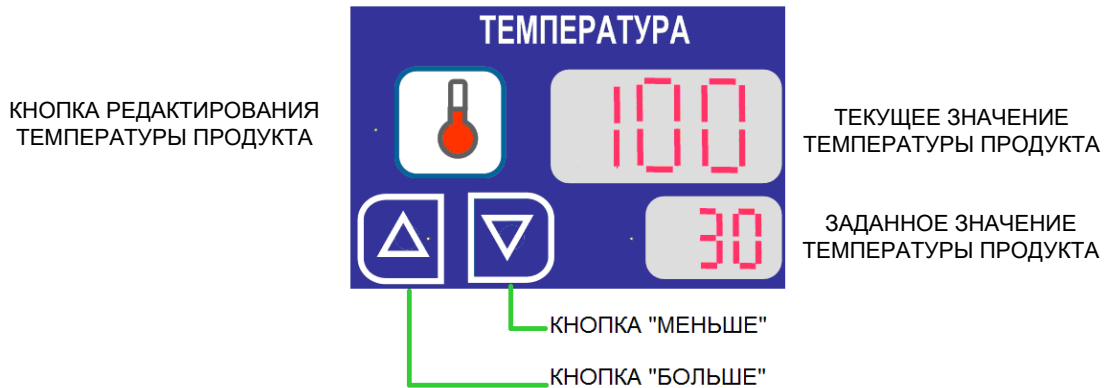 ТЕМПЕРАТУРА
КНОПКА РЕДАКТИРОВАНИЯ
ТЕМПЕРАТУРЫ ПРОДУКТА
100
ТЕКУЩЕЕ ЗНАЧЕНИЕ
ТЕМПЕРАТУРЫ ПРОДУКТА
30
ЗАДАННОЕ ЗНАЧЕНИЕ
ТЕМПЕРАТУРЫ ПРОДУКТА
КНОПКА "МЕНЬШЕ"
КНОПКА "БОЛЬШЕ"